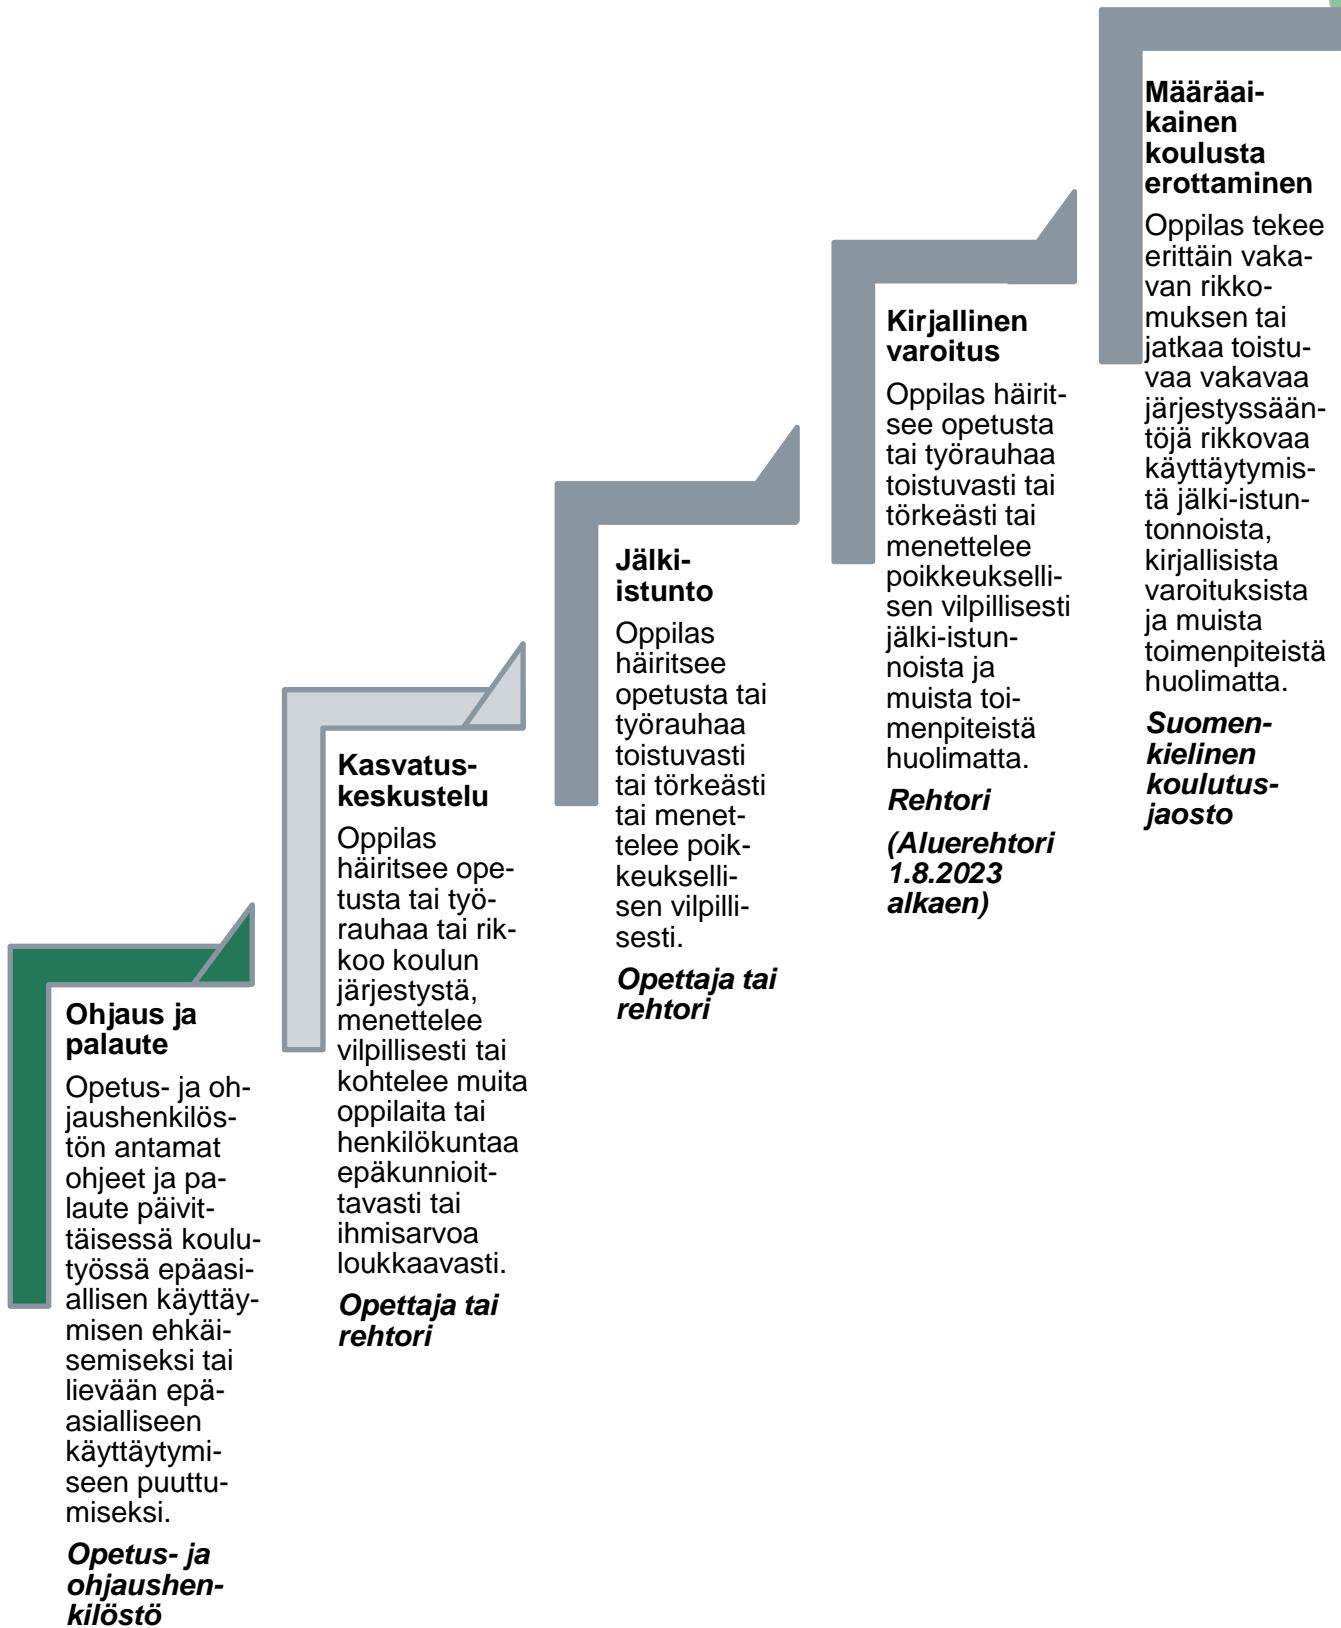 Ohjaus ja
palaute
Opetus- ja oh-
jaushenkilös-
tön antamat
ohjeet ja pa-
laute päivit-
täisessä koulu-
työssä epäasi-
allisen käyttäy-
misen ehkäi-
semiseksi tai
lievään epä-
asialliseen
käyttäytymi-
seen puuttu-
miseksi.
Opetus- ja
ohjaushen-
kilöstö
Kasvatus-
keskustelu
Oppilas
häiritsee ope-
tusta tai työ-
rauhaa tai rik-
koo koulun
järjestystä,
menettelee
vilpillisesti tai
kohtelee muita
oppilaita tai
henkilökuntaa
epäkunnioit-
tavasti tai
ihmisarvoa
loukkaavasti.
Opettaja tai
rehtori
Jälki-
istunto
Oppilas
häiritsee
opetusta tai
työrauhaa
toistuvasti
tai törkeästi
tai menet-
telee poik-
keukselli-
sen vilpilli-
sesti.
Opettaja tai
rehtori
Kirjallinen
varoitus
Oppilas häirit-
see opetusta
tai työrauhaa
toistuvasti tai
törkeästi tai
menettelee
poikkeukselli-
sen vilpillisesti
jälki-istun-
noista ja
muista toi-
menpiteistä
huolimatta.
Rehtori
(Aluerehtori
1.8.2023
alkaen)
Määräai-
kainen
koulusta
erottaminen
Oppilas tekee
erittäin vaka-
van rikko-
muksen tai
jatkaa toistu-
vaa vakavaa
järjestyssään-
töjä rikkovaa
käyttäytymis-
tä jälki-istun-
tonnoista,
kirjallisista
varoituksista
ja muista
toimenpiteistä
huolimatta.
Suomen-
kielinen
koulutus-
jaosto